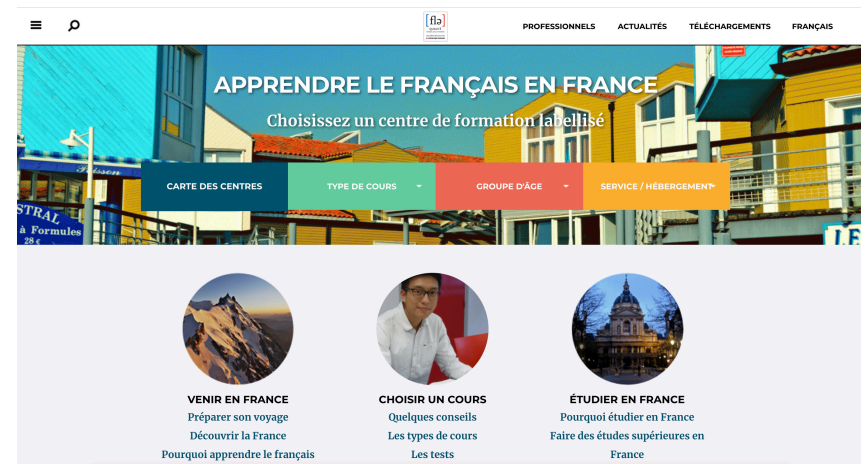 [flə]
PROFESSIONNELS ACTUALITÉS TÉLÉCHARGEMENTS FRANÇAIS
APPRENDRE LE FRANÇAIS EN FRANCE
Choisissez un centre de formation labellisé
CARTE DES CENTRES TYPE DE COURS GROUPE D'ÂGE SERVICE / HÉBERGEMENT
à Formules
28 €
VENIR EN FRANCE
Préparer son voyage
Découvrir la France
Pourquoi apprendre le français
CHOISIR UN COURS
Quelques conseils
Les types de cours
Les tests
ÉTUDIER EN FRANCE
Pourquoi étudier en France
Faire des études supérieures en
France